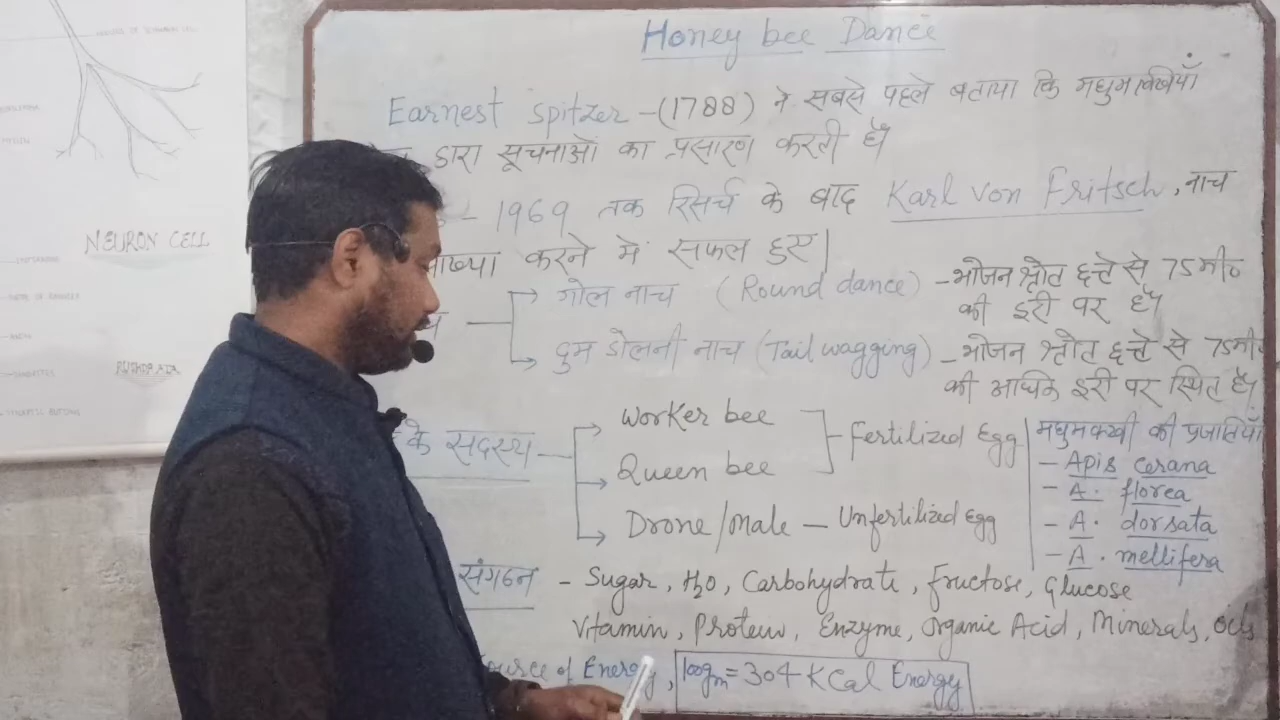 Honey bee Dance
Earnest Spitzer - (1788) ने सबसे पहले बताया कि मधुमक्खियाँ
द्वारा सूचनाओं का प्रसारण करती है
- 1969 तक रिसर्च के बाद Karl Von Fritsch, नाच
करने में सफल हुए।
गोल नाच (Round dance) - भोजन स्त्रोत छत्ते से 75 मी०
की दूरी पर है
दुम डोलनी नाच (Tail wagging) - भोजन स्त्रोत छत्ते से 75मी०
की अधिक दूरी पर स्थित है
के सदस्य
Worker bee
Queen bee
Fertilized Egg
Drone/Male - Unfertilized Egg
मधुमक्खी की प्रजातियाँ
- Apis cerana
- A. florea
- A. dorsata
- A. mellifera
संगठन - Sugar, H2O, Carbohydrate, Fructose, Glucose
Vitamin, Protein, Enzyme, Organic Acid, Minerals, Oils
of Energy, 100gm = 304 KCal Energy
NEURON CELL